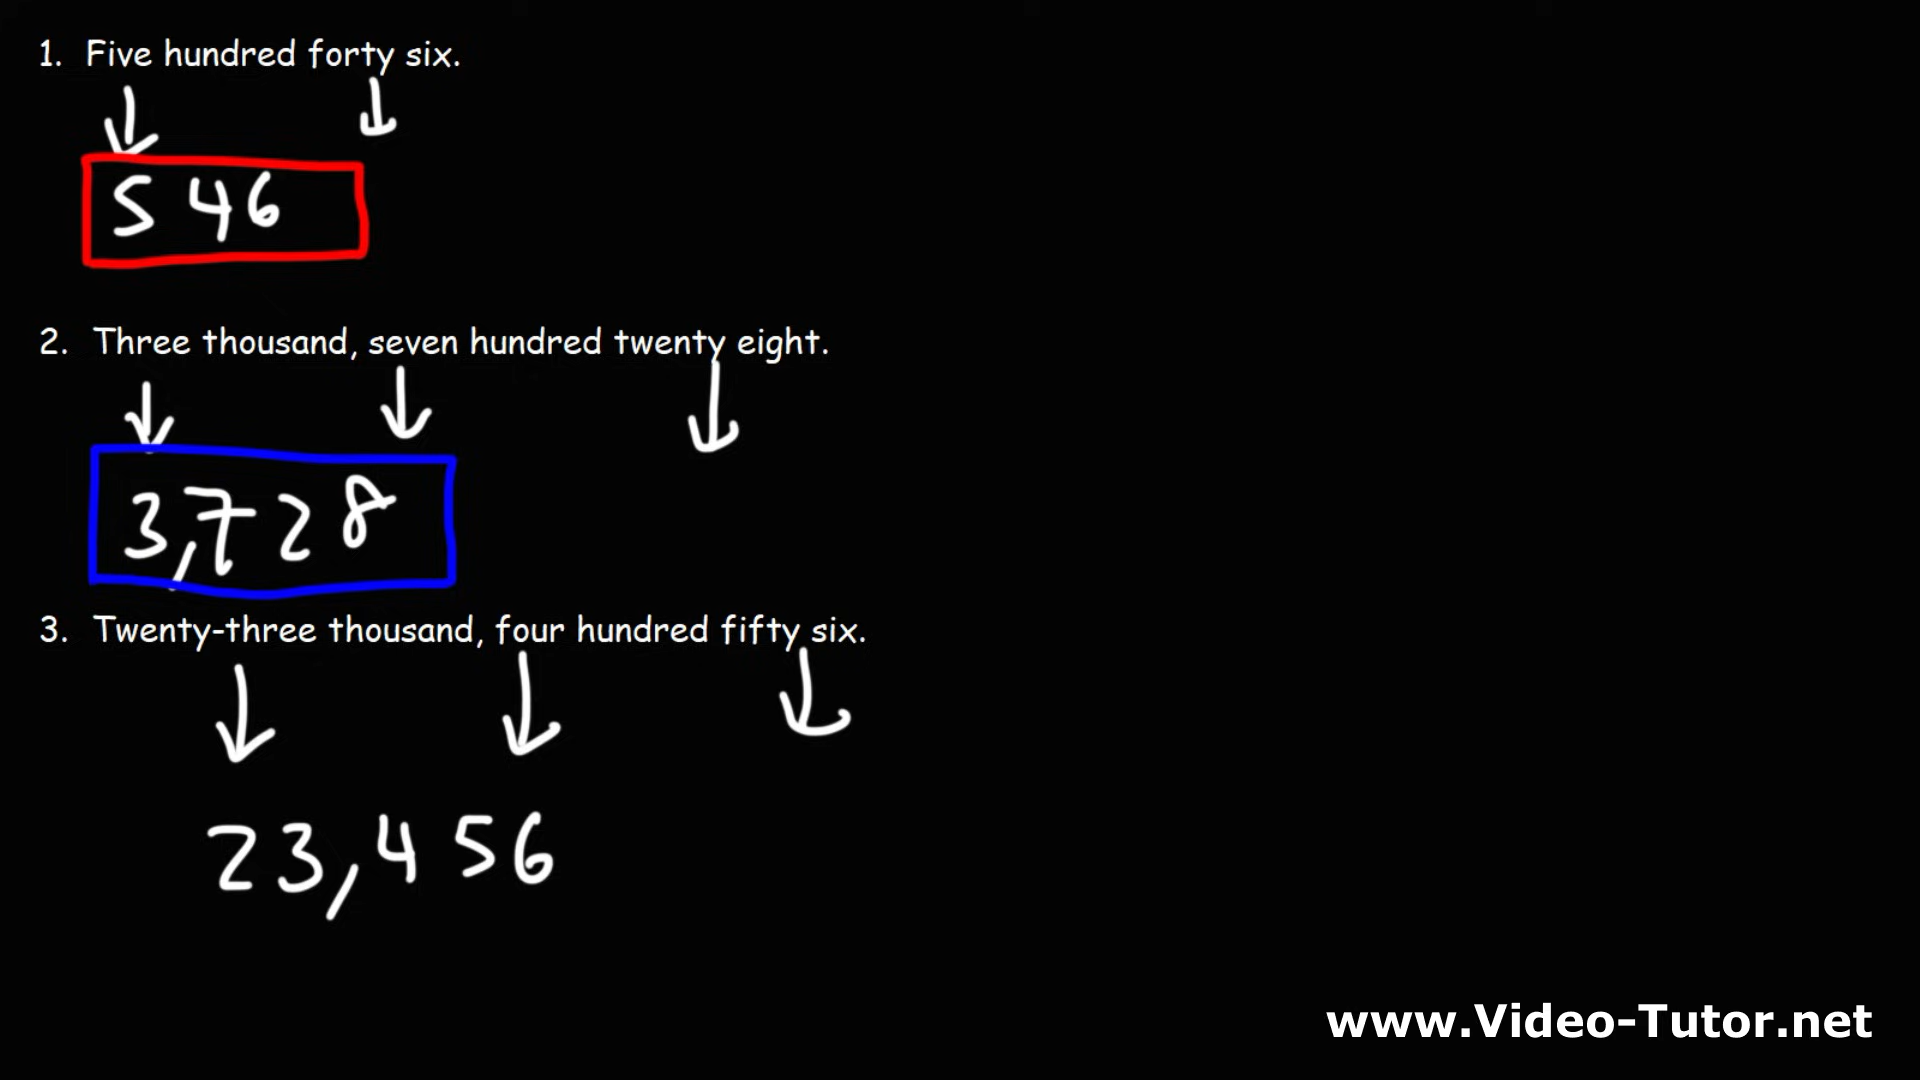 1. Five hundred forty six.
546
2. Three thousand, seven hundred twenty eight.
3,728
3. Twenty-three thousand, four hundred fifty six.
23,456
www.Video-Tutor.net